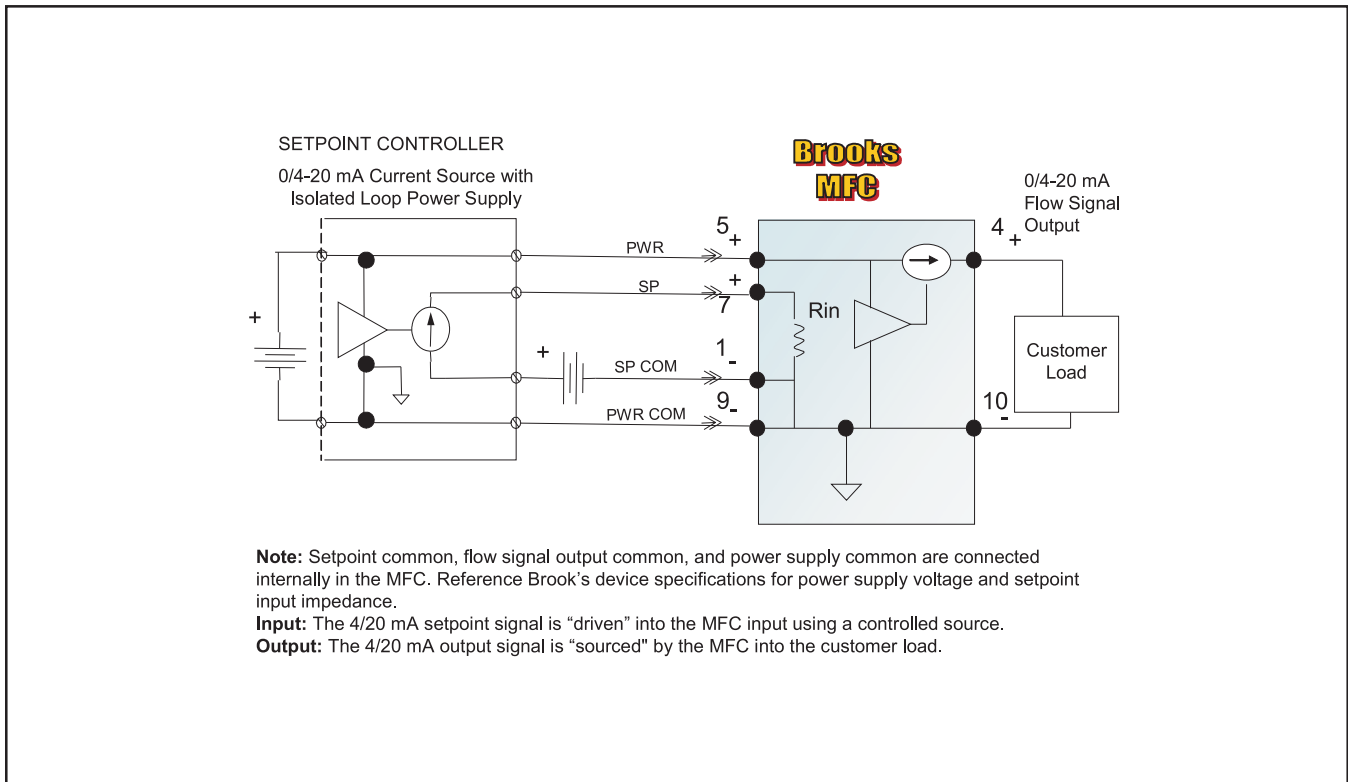 SETPOINT CONTROLLER
0/4-20 mA Current Source with
Isolated Loop Power Supply
Brooks
MFC
0/4-20 mA
Flow Signal
Output
5
+
4
+
PWR
+
SP
+
7
Rin
+
1
-
SP COM
Customer
Load
9
-
PWR COM
10
-
Note: Setpoint common, flow signal output common, and power supply common are connected
internally in the MFC. Reference Brook's device specifications for power supply voltage and setpoint
input impedance.
Input: The 4/20 mA setpoint signal is “driven” into the MFC input using a controlled source.
Output: The 4/20 mA output signal is “sourced" by the MFC into the customer load.